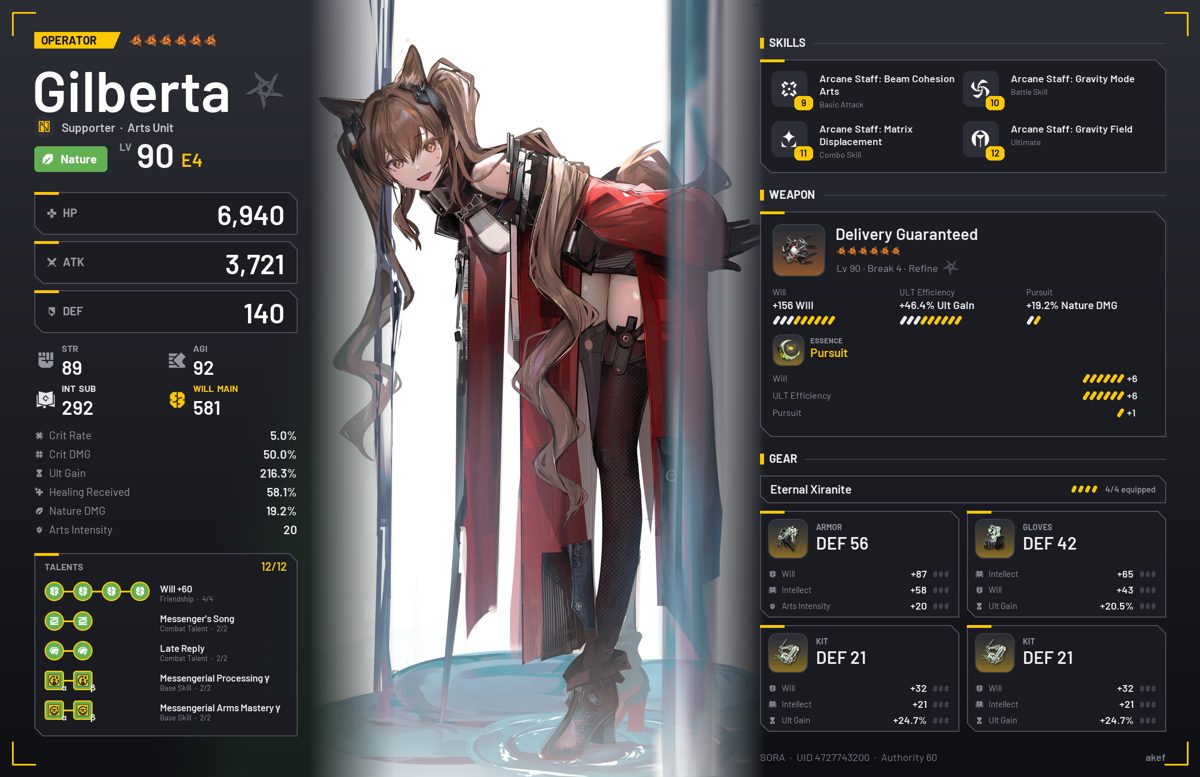 OPERATOR
Gilberta
Supporter · Arts Unit
Nature
LV 90 E4
HP 6,940
ATK 3,721
DEF 140
STR
89
AGI
92
INT SUB
292
WILL MAIN
581
Crit Rate 5.0%
Crit DMG 50.0%
Ult Gain 216.3%
Healing Received 58.1%
Nature DMG 19.2%
Arts Intensity 20
TALENTS 12/12
Will +60
Friendship · 4/4
Messenger's Song
Combat Talent · 2/2
Late Reply
Combat Talent · 2/2
α β
Messengerial Processing γ
Base Skill · 2/2
α β
Messengerial Arms Mastery γ
Base Skill · 2/2
SKILLS
9
Arcane Staff: Beam Cohesion
Arts
Basic Attack
10
Arcane Staff: Gravity Mode
Battle Skill
11
Arcane Staff: Matrix
Displacement
Combo Skill
12
Arcane Staff: Gravity Field
Ultimate
WEAPON
Delivery Guaranteed
Lv 90 · Break 4 · Refine
Will
+156 Will
ULT Efficiency
+46.4% Ult Gain
Pursuit
+19.2% Nature DMG
ESSENCE
Pursuit
Will +6
ULT Efficiency +6
Pursuit +1
GEAR
Eternal Xiranite 4/4 equipped
ARMOR
DEF 56
Will +87
Intellect +58
Arts Intensity +20
GLOVES
DEF 42
Intellect +65
Will +43
Ult Gain +20.5%
KIT
DEF 21
Will +32
Intellect +21
Ult Gain +24.7%
KIT
DEF 21
Will +32
Intellect +21
Ult Gain +24.7%
SORA · UID 4727743200 · Authority 60
akef